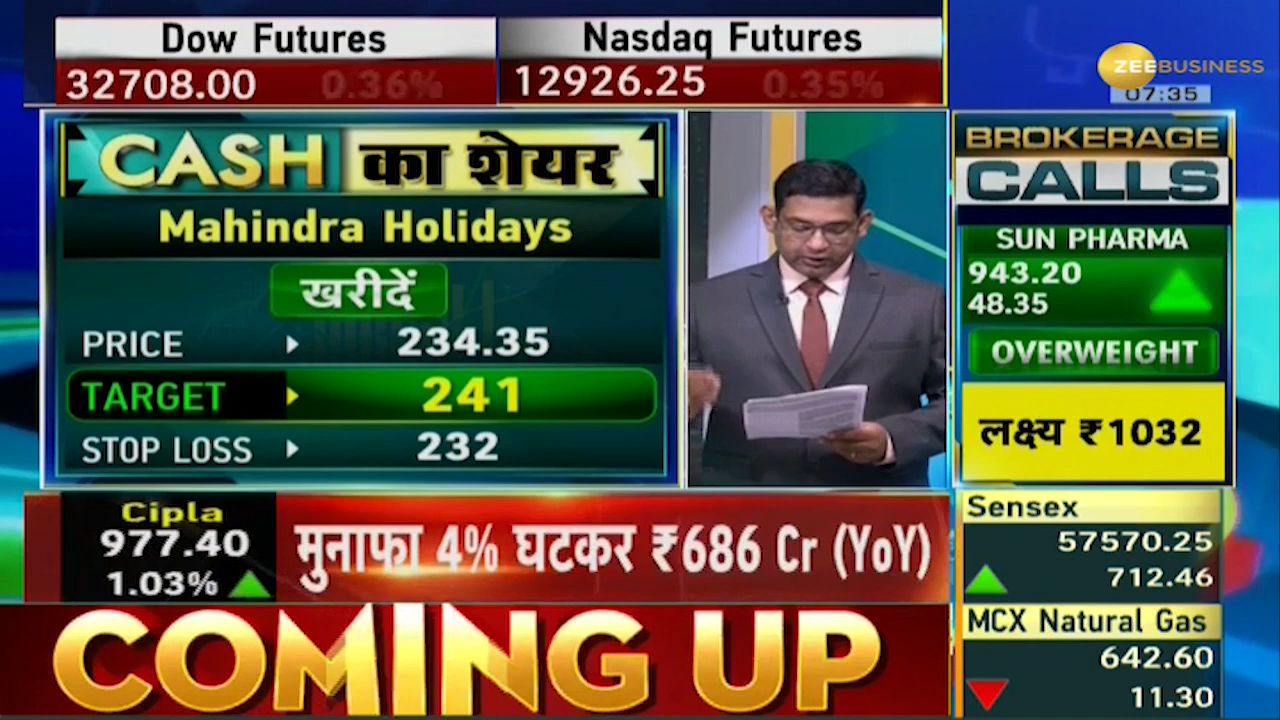 Dow Futures
32708.00 0.36%
Nasdaq Futures
12926.25 0.35%
ZEEBUSINESS
07:35
CASH का शेयर
Mahindra Holidays
खरीदें
PRICE 234.35
TARGET 241
STOP LOSS 232
BROKERAGE
CALLS
SUN PHARMA
943.20
48.35
OVERWEIGHT
लक्ष्य ₹1032
Cipla
977.40
1.03%
मुनाफा 4% घटकर ₹686 Cr (YoY)
Sensex
57570.25
712.46
MCX Natural Gas
642.60
11.30
COMING UP